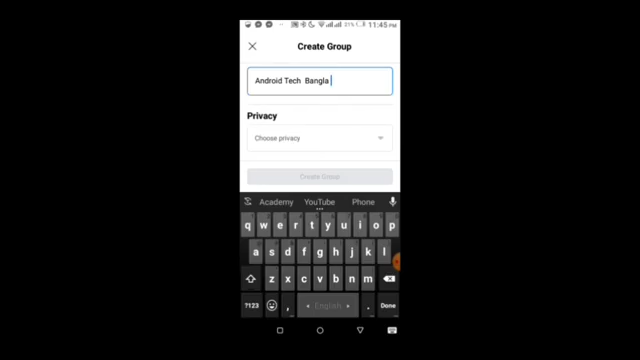 21% 11:45 PM
Create Group
Android Tech  Bangla
Privacy
Choose privacy
Create Group
Academy YouTube Phone
q w e r t y u i o p
a s d f g h j k l
z x c v b n m
?123 , English . Done